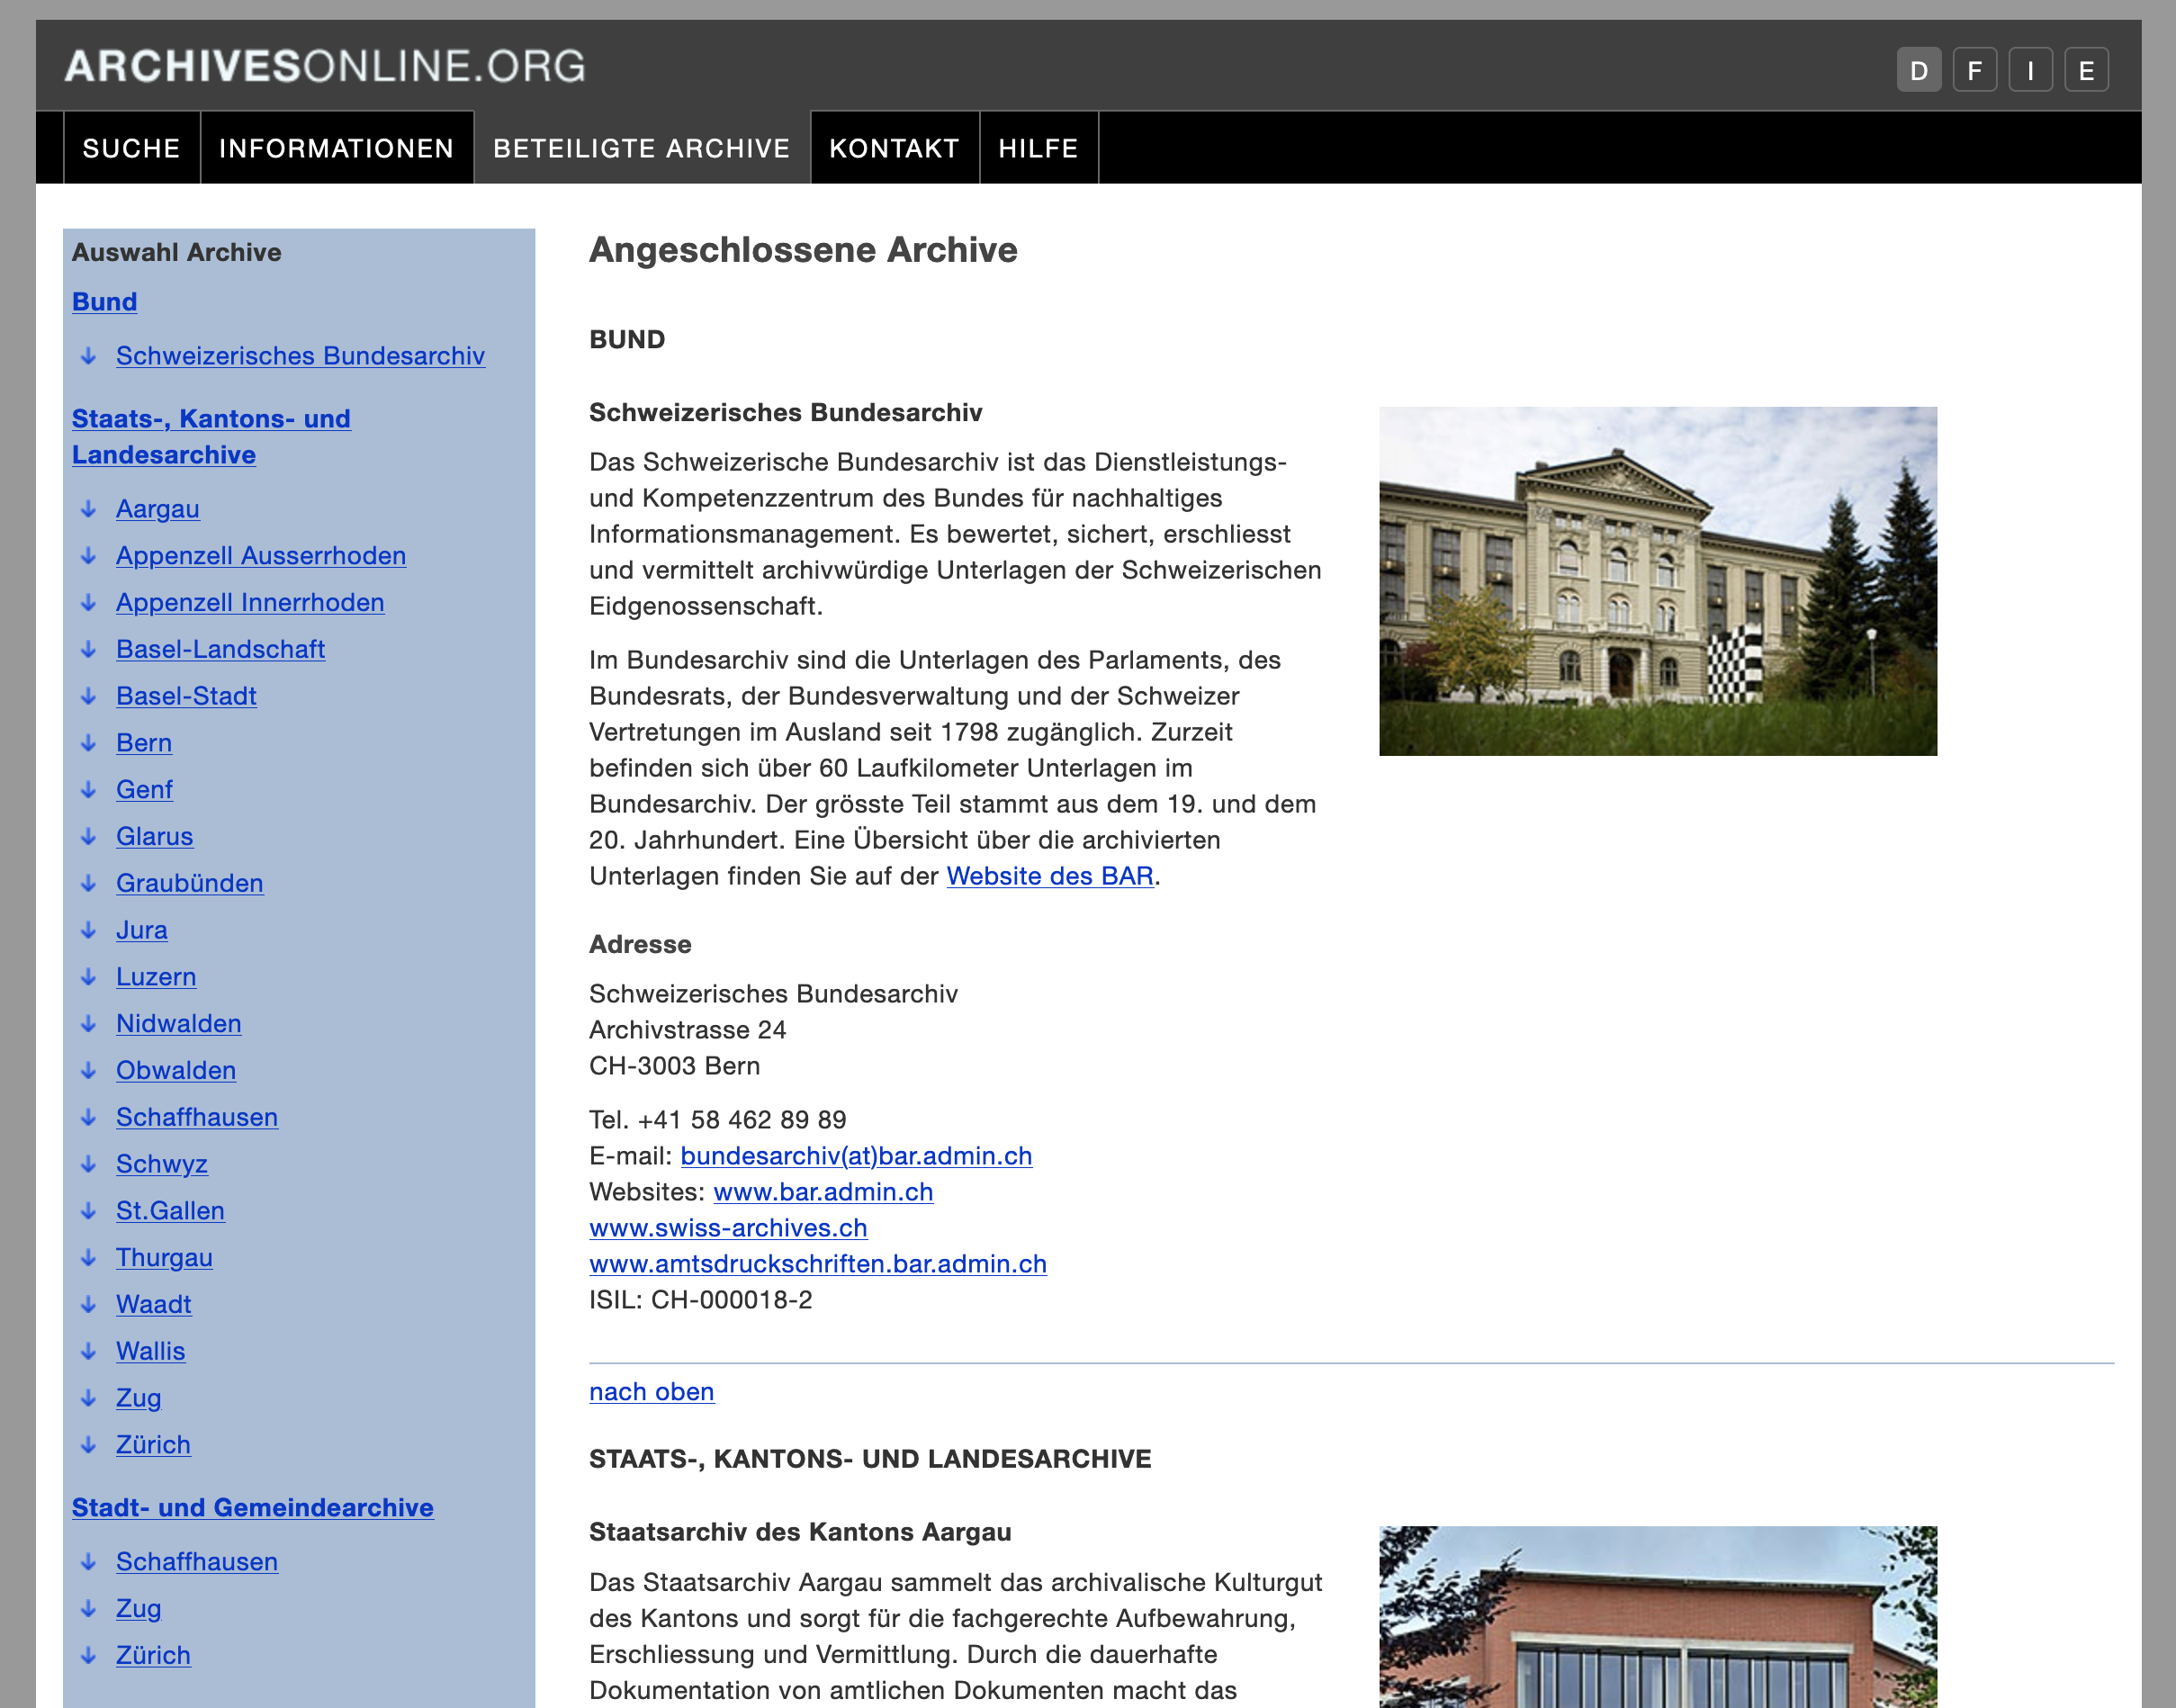 ARCHIVESONLINE.ORG
D F I E
SUCHE INFORMATIONEN BETEILIGTE ARCHIVE KONTAKT HILFE
Auswahl Archive
Bund
Schweizerisches Bundesarchiv
Staats-, Kantons- und
Landesarchive
Aargau
Appenzell Ausserrhoden
Appenzell Innerrhoden
Basel-Landschaft
Basel-Stadt
Bern
Genf
Glarus
Graubünden
Jura
Luzern
Nidwalden
Obwalden
Schaffhausen
Schwyz
St.Gallen
Thurgau
Waadt
Wallis
Zug
Zürich
Stadt- und Gemeindearchive
Schaffhausen
Zug
Zürich
Angeschlossene Archive
BUND
Schweizerisches Bundesarchiv
Das Schweizerische Bundesarchiv ist das Dienstleistungs-
und Kompetenzzentrum des Bundes für nachhaltiges
Informationsmanagement. Es bewertet, sichert, erschliesst
und vermittelt archivwürdige Unterlagen der Schweizerischen
Eidgenossenschaft.
Im Bundesarchiv sind die Unterlagen des Parlaments, des
Bundesrats, der Bundesverwaltung und der Schweizer
Vertretungen im Ausland seit 1798 zugänglich. Zurzeit
befinden sich über 60 Laufkilometer Unterlagen im
Bundesarchiv. Der grösste Teil stammt aus dem 19. und dem
20. Jahrhundert. Eine Übersicht über die archivierten
Unterlagen finden Sie auf der Website des BAR.
Adresse
Schweizerisches Bundesarchiv
Archivstrasse 24
CH-3003 Bern
Tel. +41 58 462 89 89
E-mail: bundesarchiv(at)bar.admin.ch
Websites: www.bar.admin.ch
www.swiss-archives.ch
www.amtsdruckschriften.bar.admin.ch
ISIL: CH-000018-2
nach oben
STAATS-, KANTONS- UND LANDESARCHIVE
Staatsarchiv des Kantons Aargau
Das Staatsarchiv Aargau sammelt das archivalische Kulturgut
des Kantons und sorgt für die fachgerechte Aufbewahrung,
Erschliessung und Vermittlung. Durch die dauerhafte
Dokumentation von amtlichen Dokumenten macht das